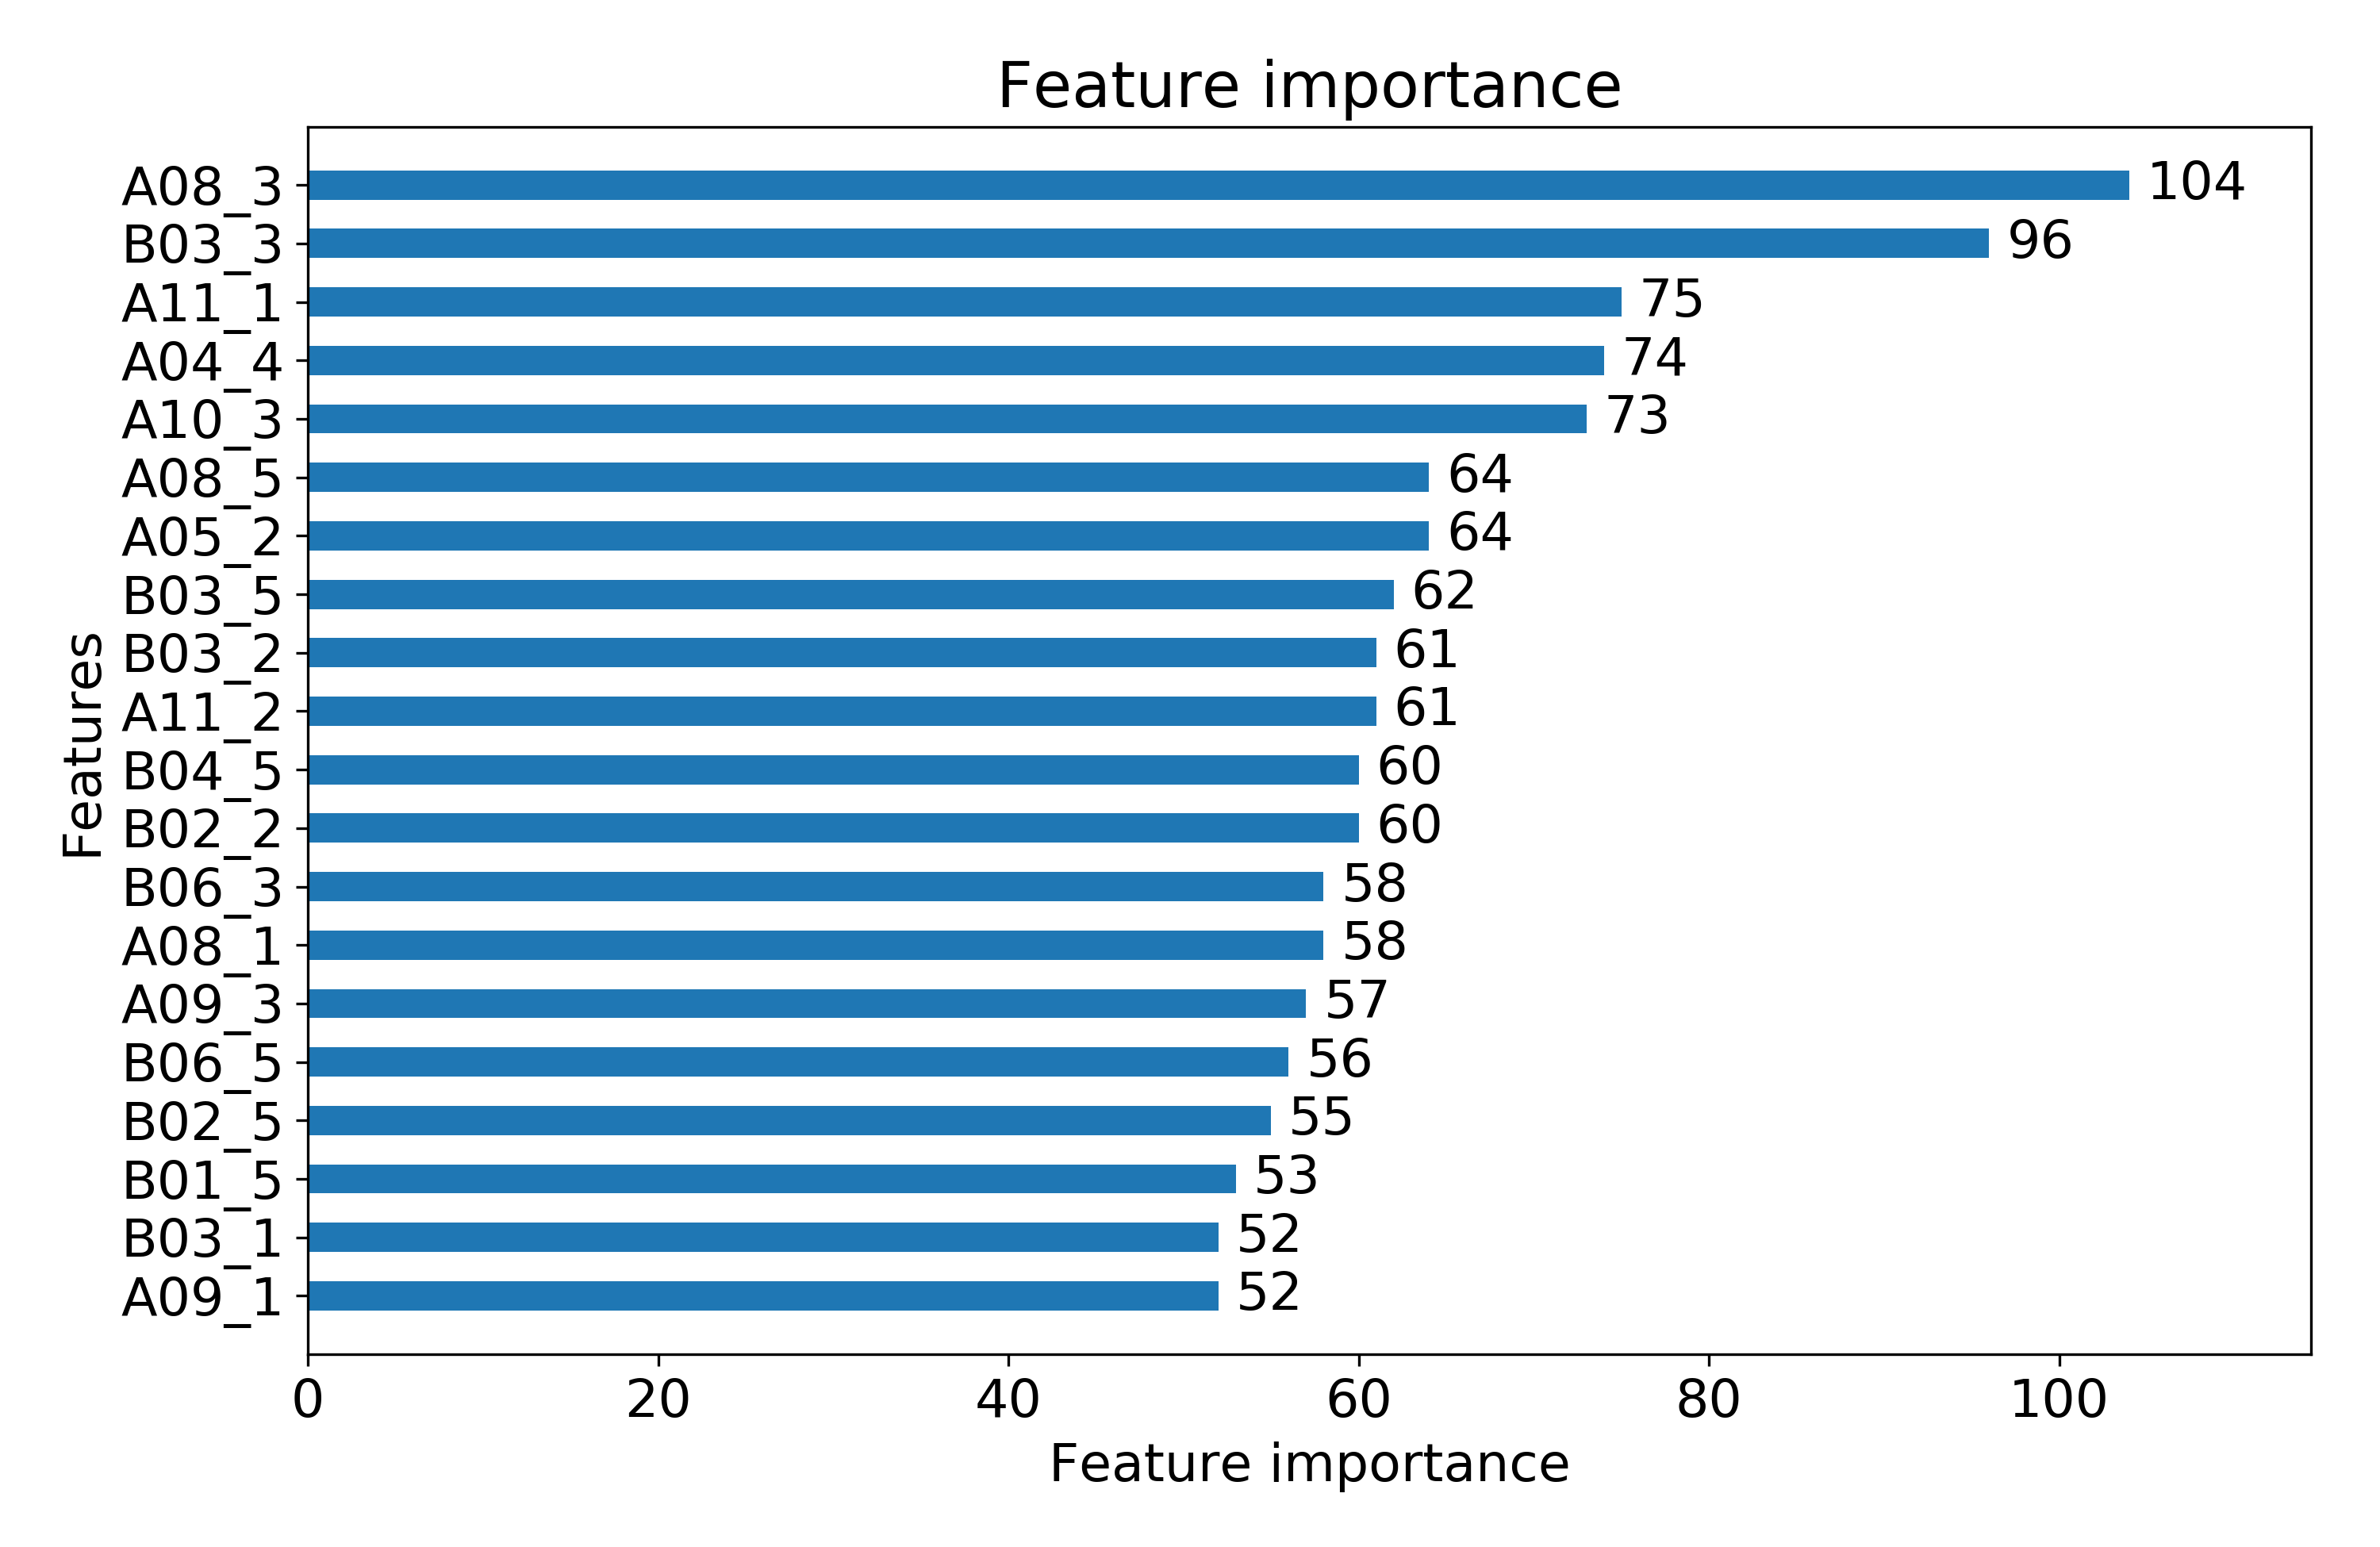 Feature importance
A08_3 104
B03_3 96
A11_1 75
A04_4 74
A10_3 73
A08_5 64
A05_2 64
B03_5 62
B03_2 61
A11_2 61
B04_5 60
B02_2 60
B06_3 58
A08_1 58
A09_3 57
B06_5 56
B02_5 55
B01_5 53
B03_1 52
A09_1 52
Features
0 20 40 60 80 100
Feature importance